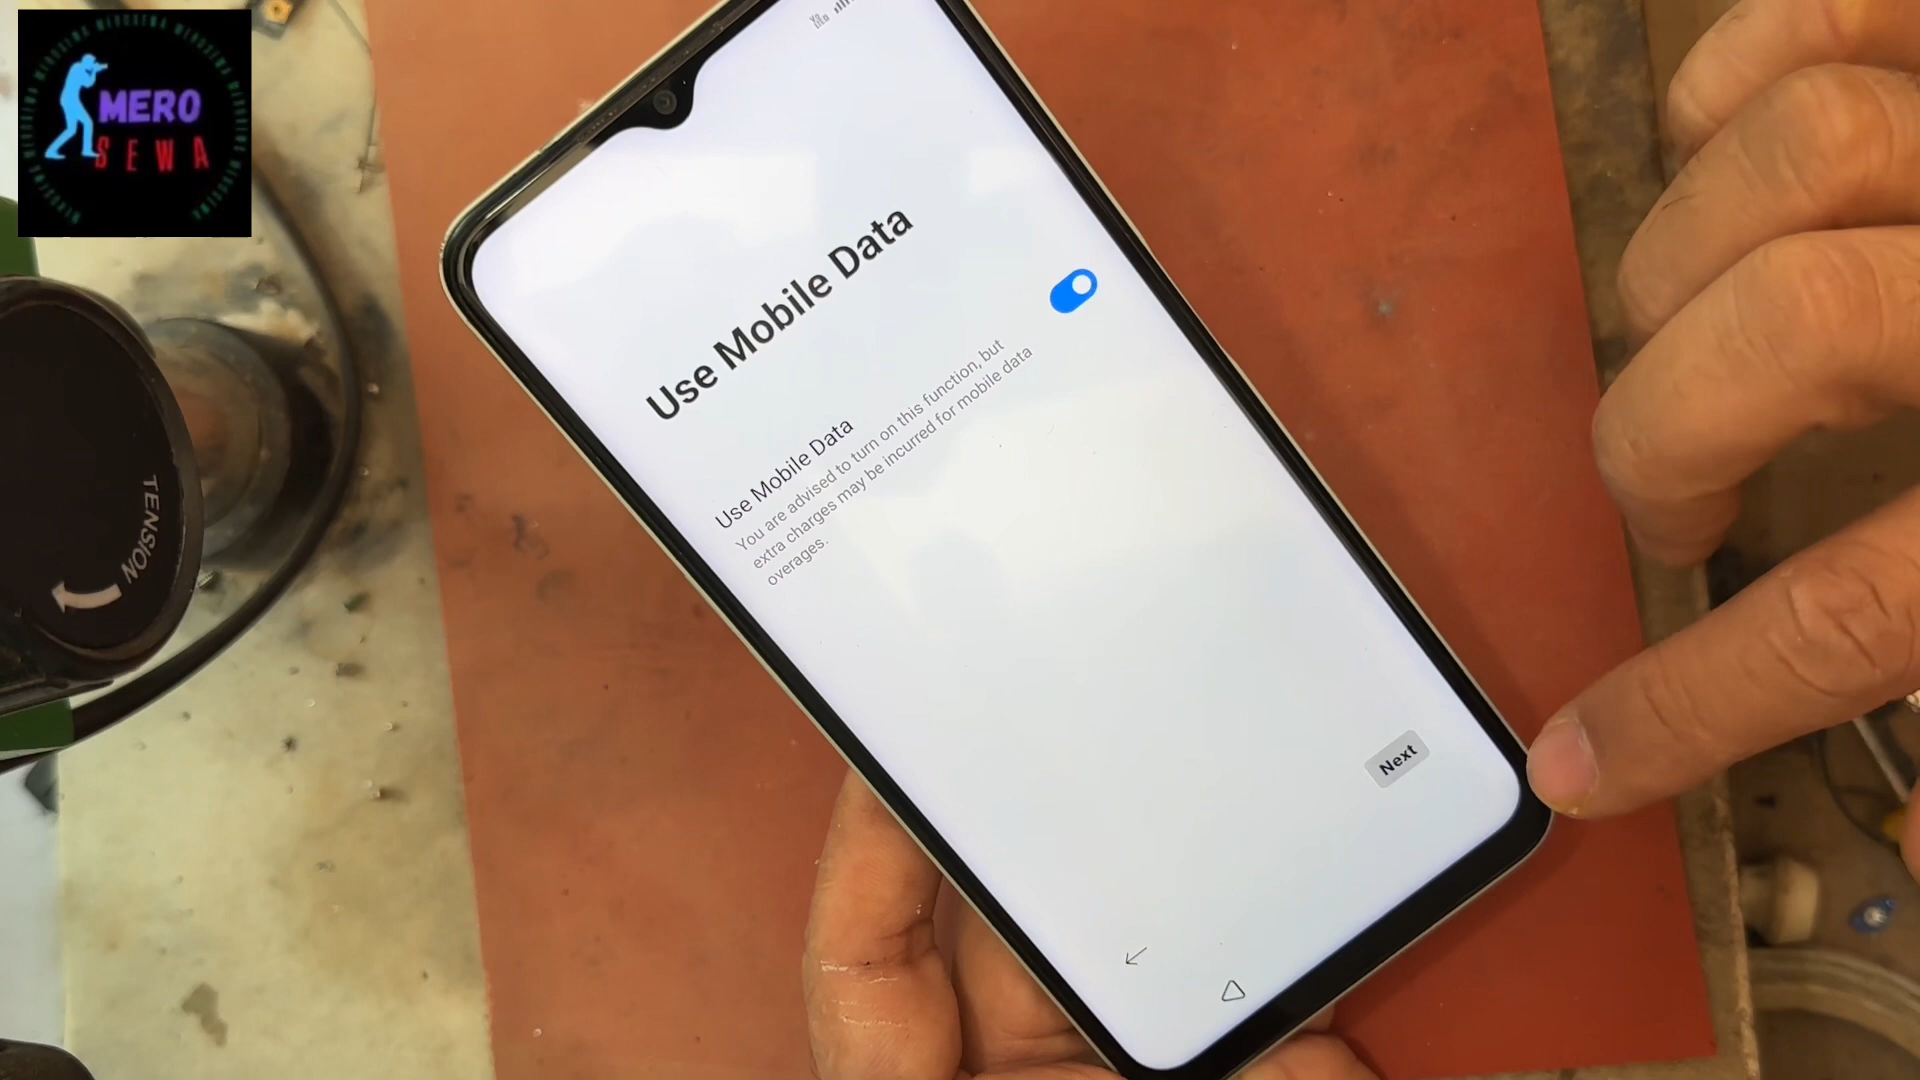 MERO
SEWA
Use Mobile Data
Use Mobile Data
You are advised to turn on this function, but
extra charges may be incurred for mobile data
overages.
Next
TENSION